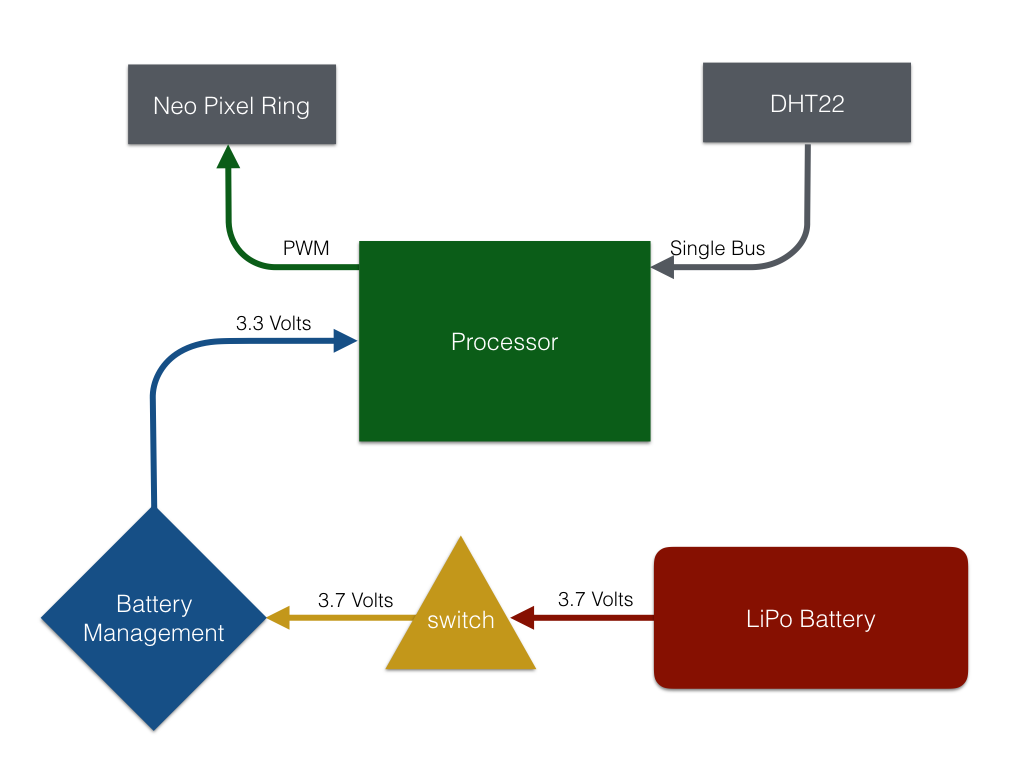 Neo Pixel Ring
DHT22
PWM
Single Bus
3.3 Volts
Processor
Battery
Management
3.7 Volts
switch
3.7 Volts
LiPo Battery